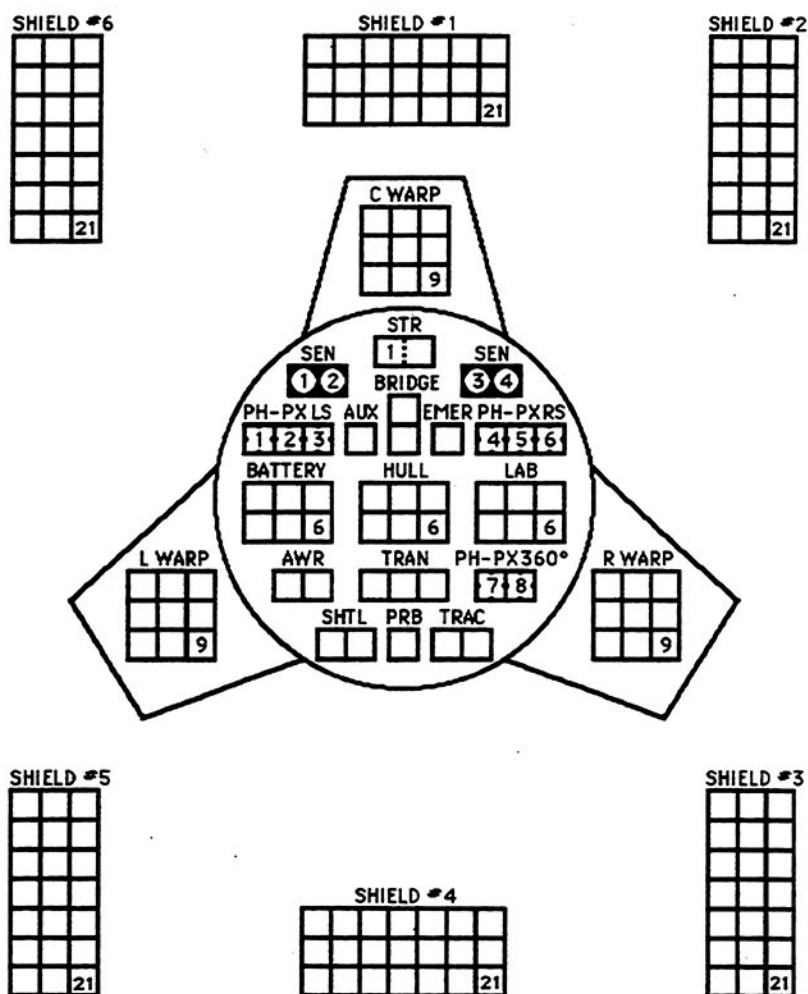 SHIELD #6
SHIELD #1
SHIELD #2
21
21
21
C WARP
9
STR
1
SEN
SEN
1 2
3 4
BRIDGE
PH-PX LS
AUX
EMER
PH-PX RS
1 2 3
4 5 6
BATTERY
HULL
LAB
6
6
6
L WARP
AWR
TRAN
PH-PX360°
R WARP
7 8
9
9
SHTL
PRB
TRAC
SHIELD #5
SHIELD #3
SHIELD #4
21
21
21